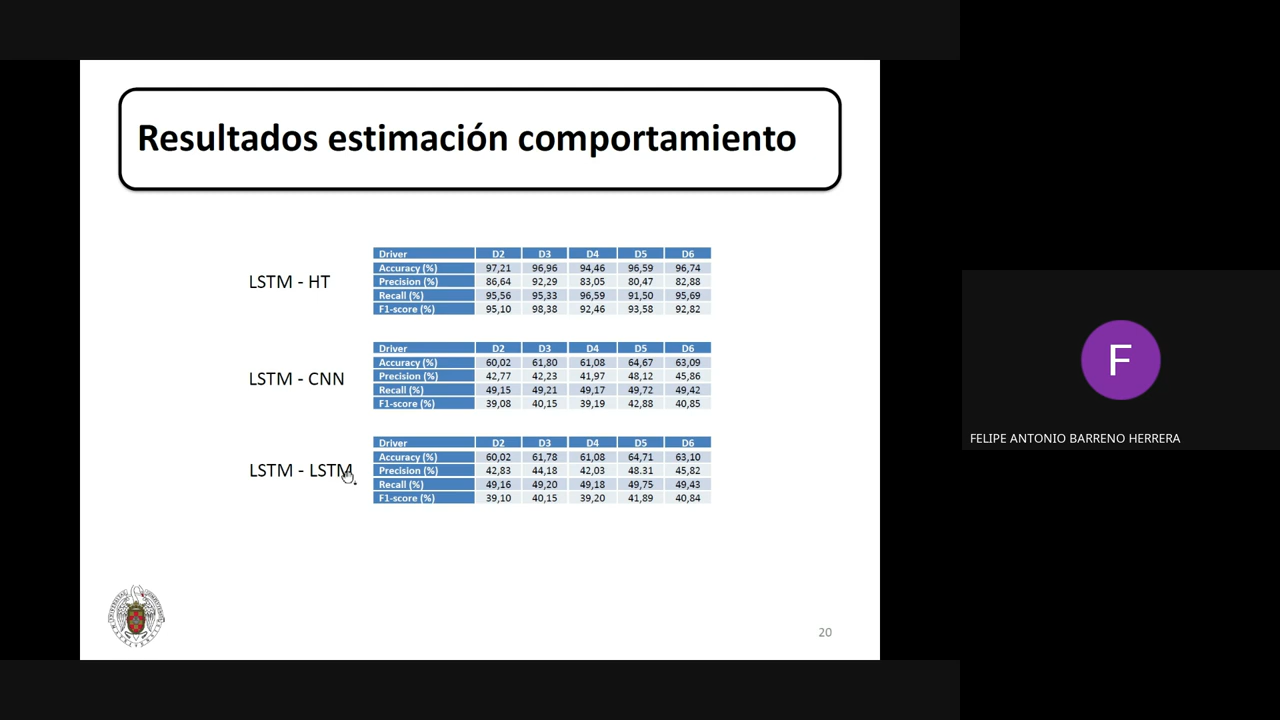 Resultados estimación comportamiento
LSTM - HT
Driver D2 D3 D4 D5 D6
Accuracy (%) 97,21 96,96 94,46 96,59 96,74
Precision (%) 86,64 92,29 83,05 80,47 82,88
Recall (%) 95,56 95,33 96,59 91,50 95,69
F1-score (%) 95,10 98,38 92,46 93,58 92,82
LSTM - CNN
Driver D2 D3 D4 D5 D6
Accuracy (%) 60,02 61,80 61,08 64,67 63,09
Precision (%) 42,77 42,23 41,97 48,12 45,86
Recall (%) 49,15 49,21 49,17 49,72 49,42
F1-score (%) 39,08 40,15 39,19 42,88 40,85
LSTM - LSTM
Driver D2 D3 D4 D5 D6
Accuracy (%) 60,02 61,78 61,08 64,71 63,10
Precision (%) 42,83 44,18 42,03 48.31 45,82
Recall (%) 49,16 49,20 49,18 49,75 49,43
F1-score (%) 39,10 40,15 39,20 41,89 40,84
20
F
FELIPE ANTONIO BARRENO HERRERA